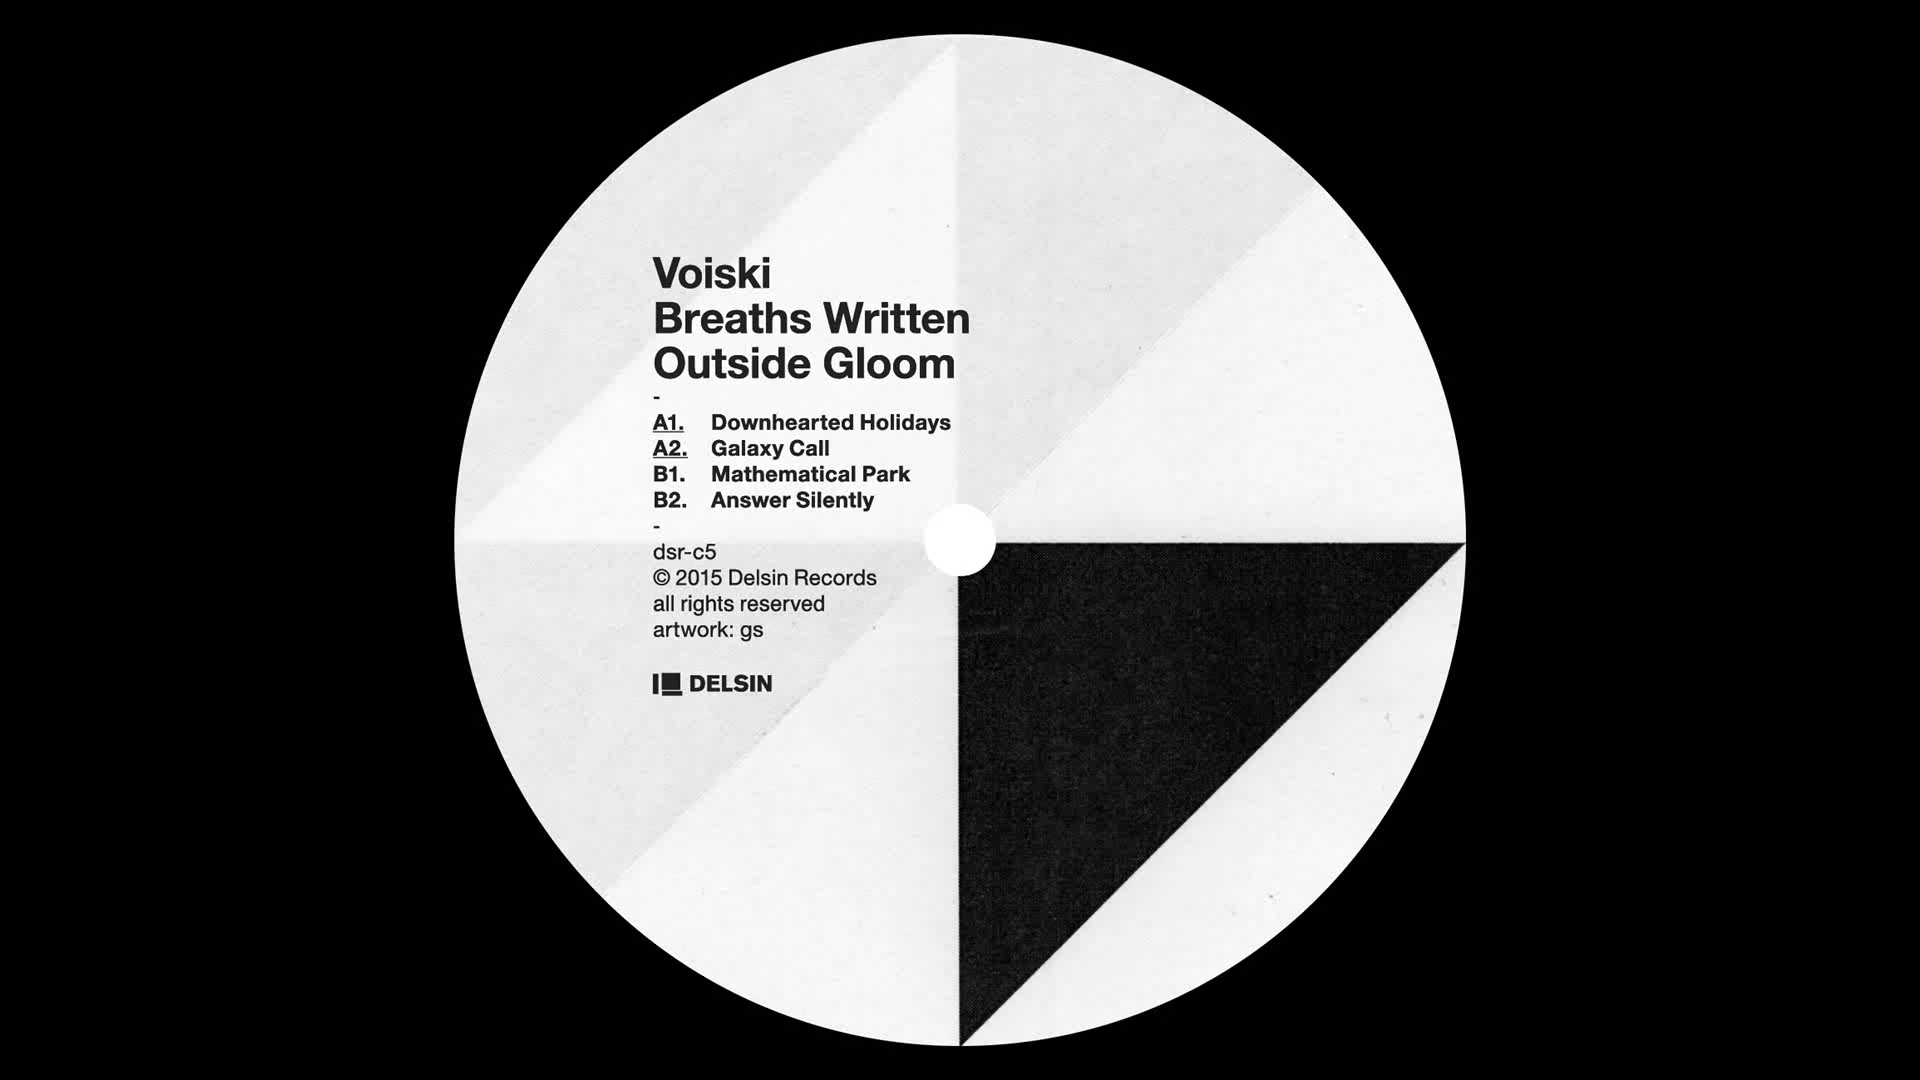 Voiski
Breaths Written
Outside Gloom
-
A1. Downhearted Holidays
A2. Galaxy Call
B1. Mathematical Park
B2. Answer Silently
-
dsr-c5
© 2015 Delsin Records
all rights reserved
artwork: gs
DELSIN